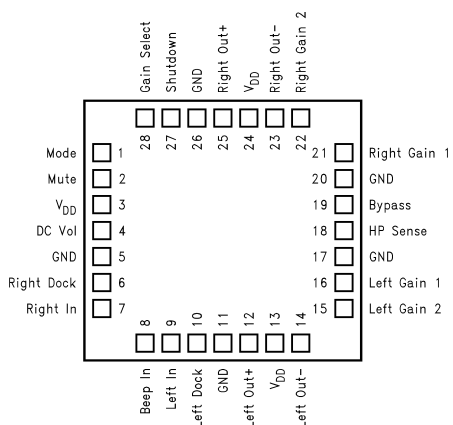 Gain Select
Shutdown
GND
Right Out+
VDD
Right Out-
Right Gain 2
28
27
26
25
24
23
22
Mode 1
Mute 2
VDD 3
DC Vol 4
GND 5
Right Dock 6
Right In 7
21 Right Gain 1
20 GND
19 Bypass
18 HP Sense
17 GND
16 Left Gain 1
15 Left Gain 2
8
9
10
11
12
13
14
Beep In
Left In
Left Dock
GND
Left Out+
VDD
Left Out-